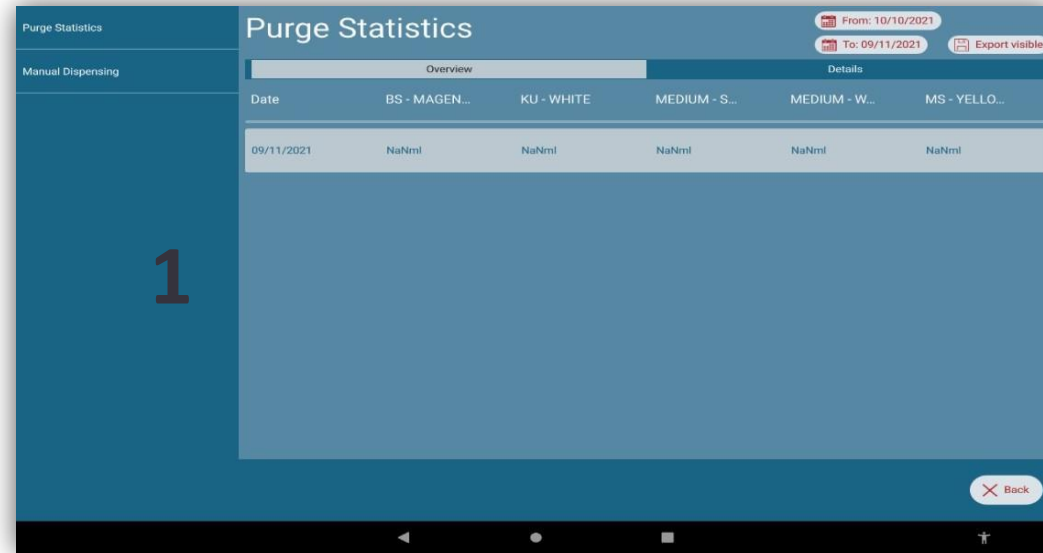 Purge Statistics
Manual Dispensing
1
Purge Statistics
From: 10/10/2021
To: 09/11/2021
Export visible
Overview Details
Date BS - MAGEN... KU - WHITE MEDIUM - S... MEDIUM - W... MS - YELLO...
09/11/2021 NaNml NaNml NaNml NaNml NaNml
Back